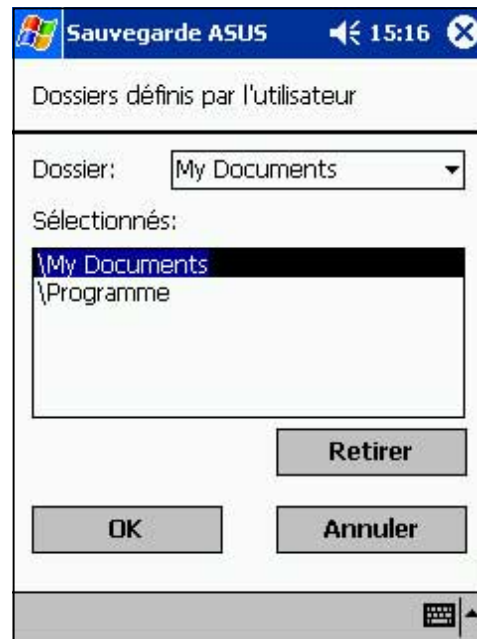 Sauvegarde ASUS 15:16
Dossiers définis par l'utilisateur
Dossier: My Documents
Sélectionnés:
\My Documents
\Programme
Retirer
OK Annuler